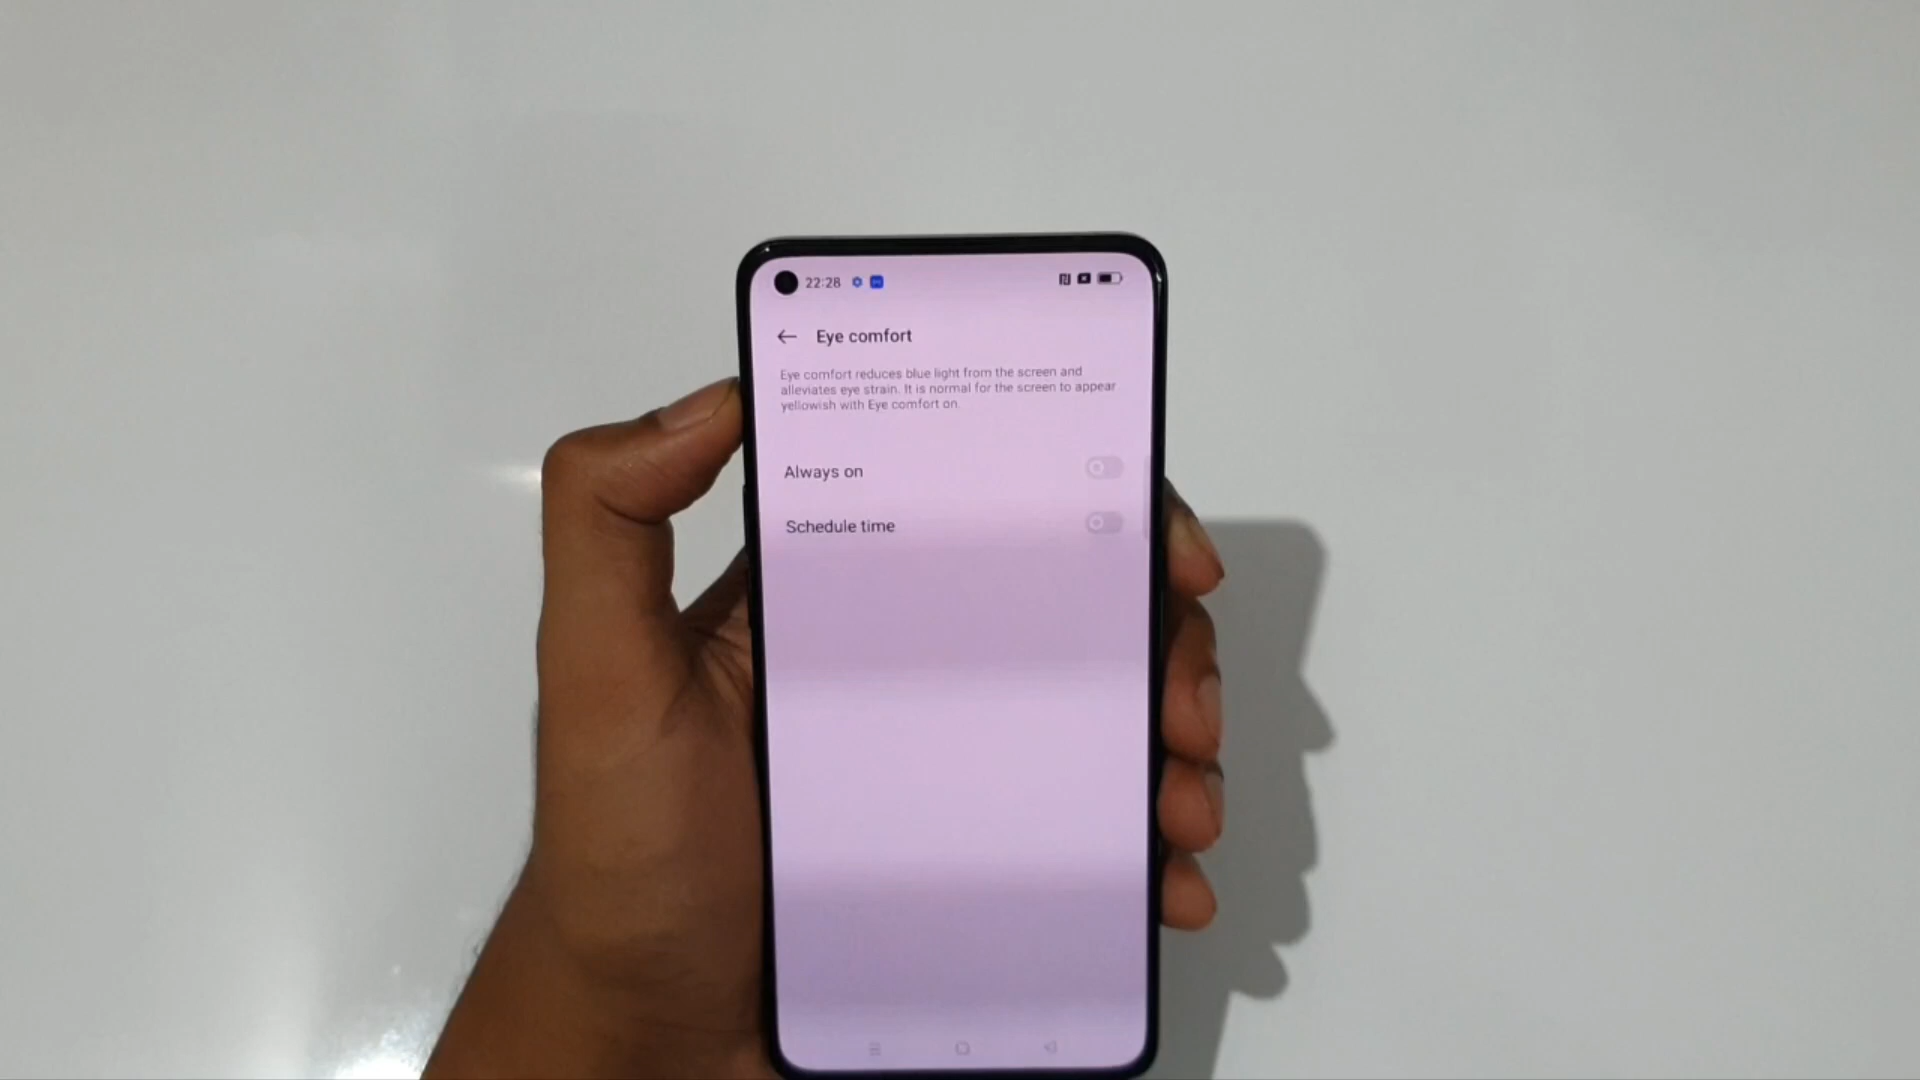 22:28
Eye comfort
Eye comfort reduces blue light from the screen and
alleviates eye strain. It is normal for the screen to appear
yellowish with Eye comfort on.
Always on
Schedule time